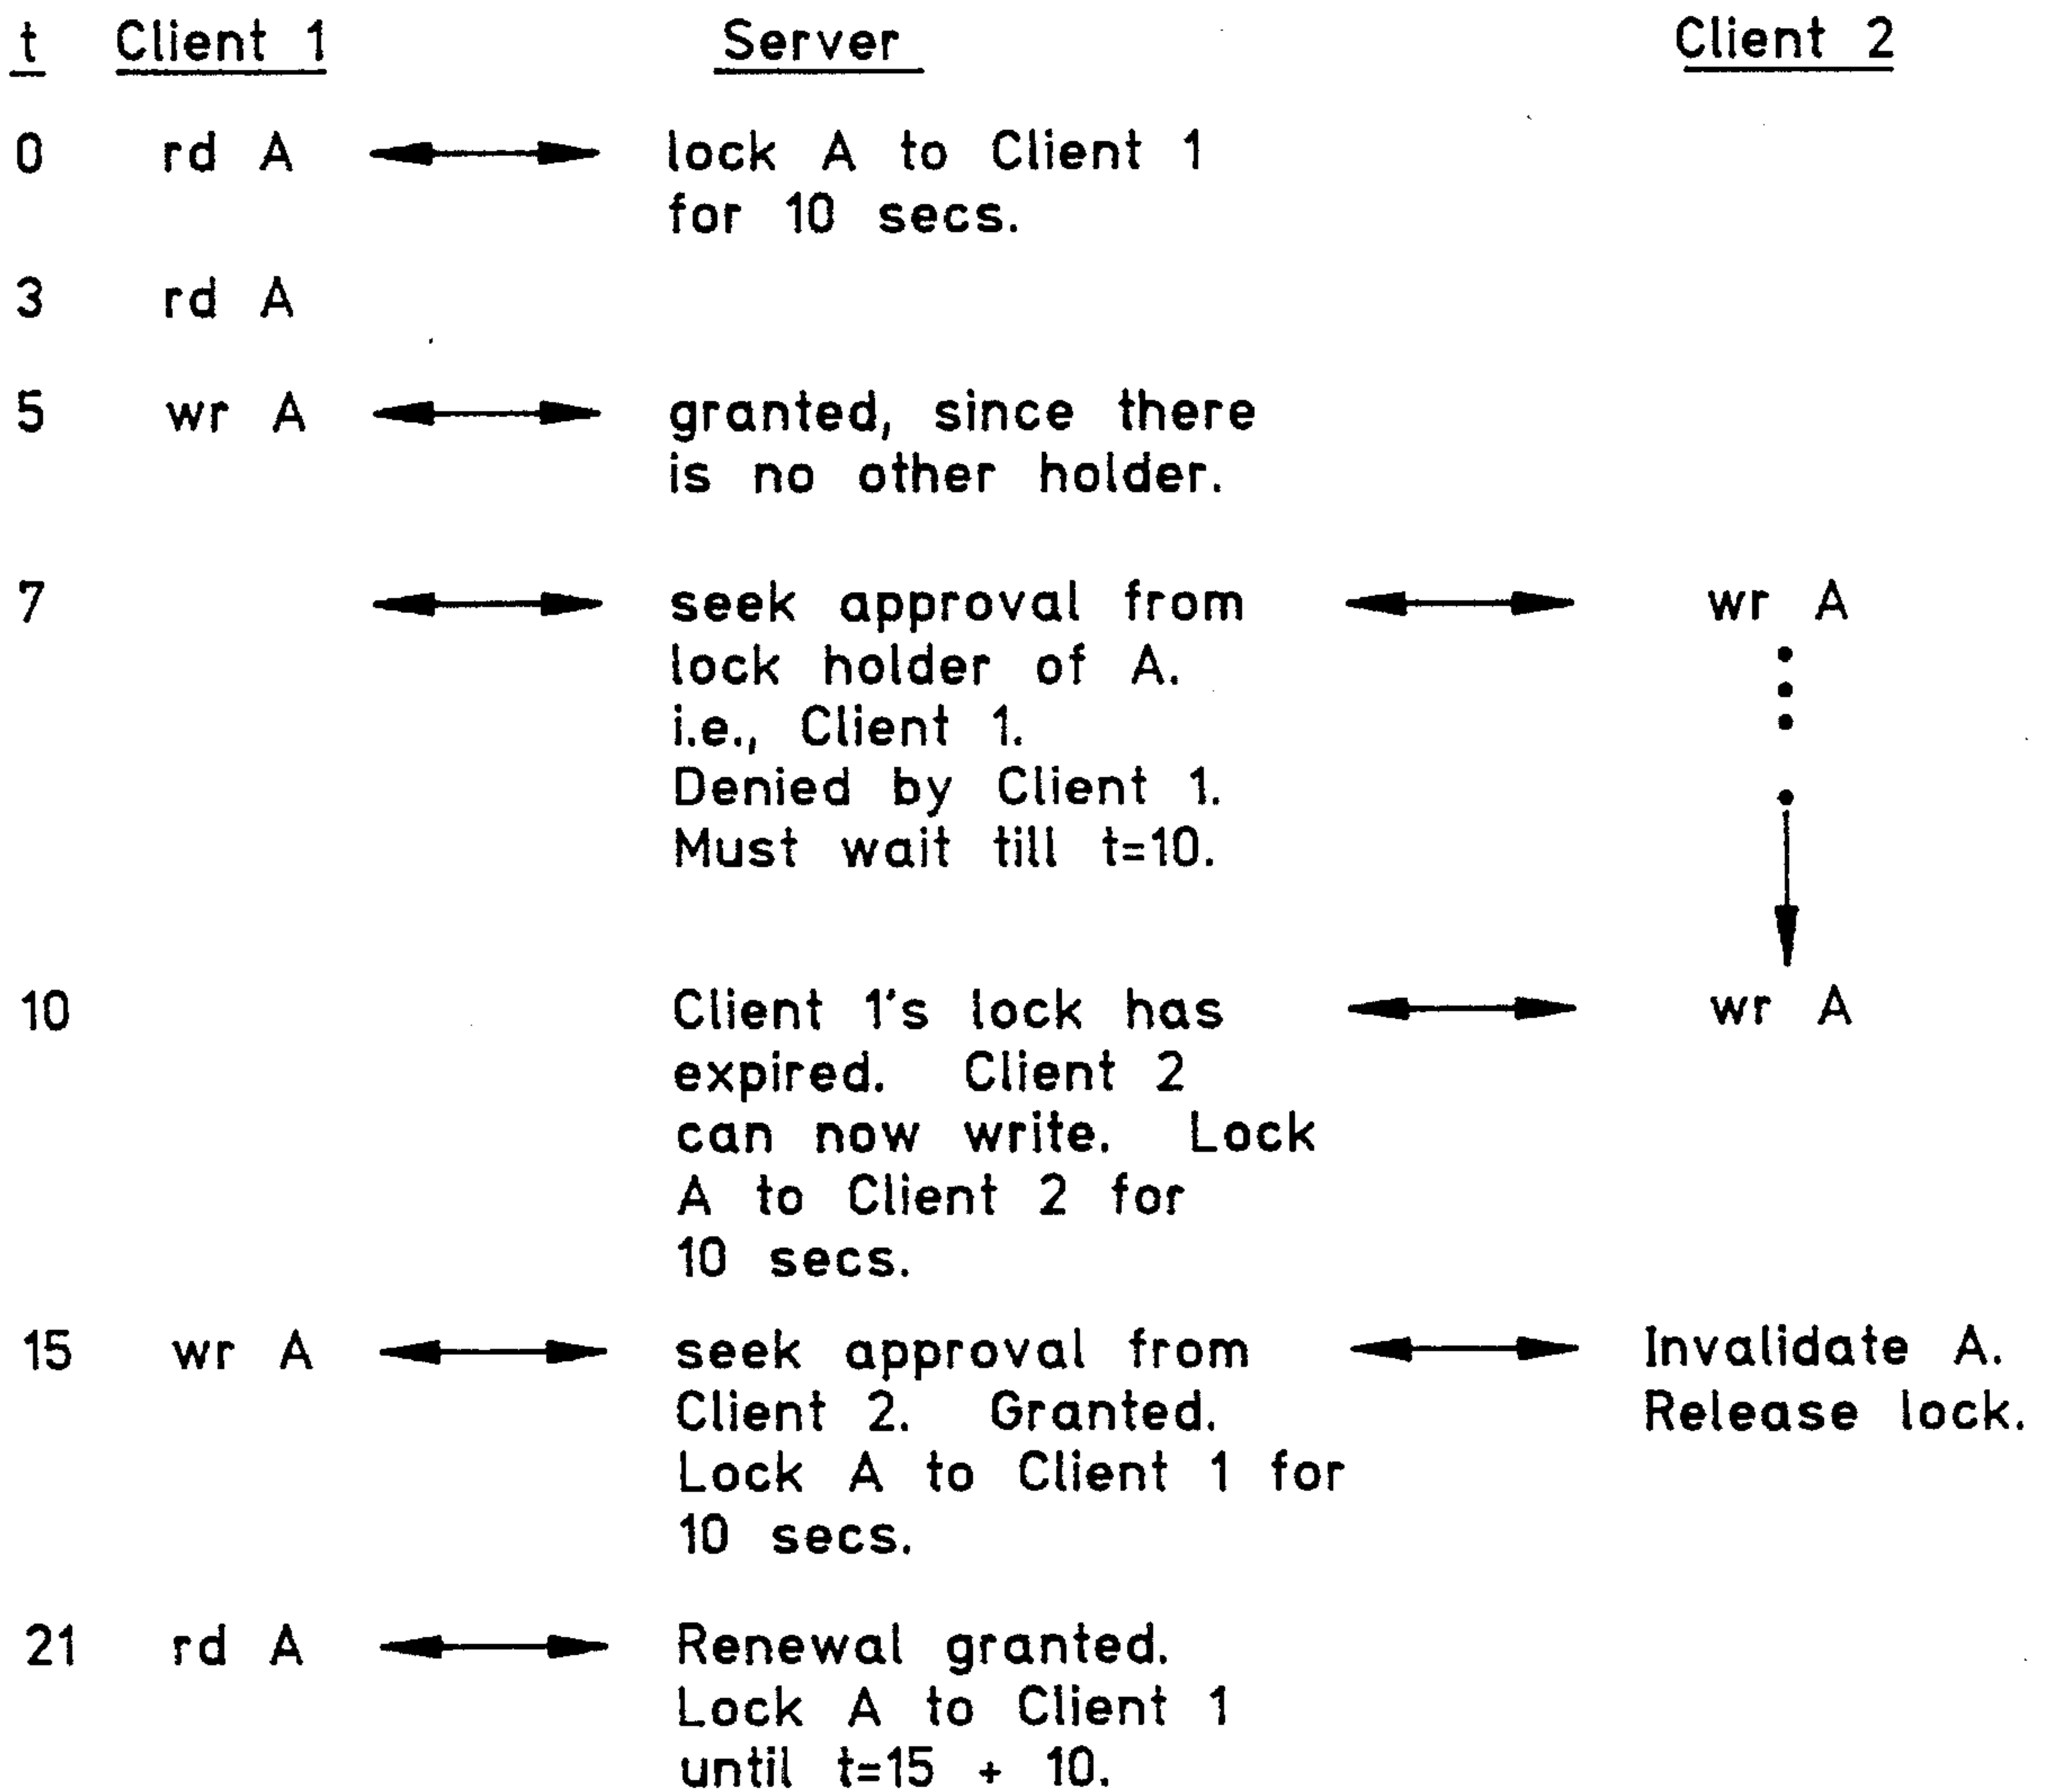 t Client 1 Server Client 2
0 rd A lock A to Client 1
for 10 secs.
3 rd A
5 wr A granted, since there
is no other holder.
7 seek approval from wr A
lock holder of A.
i.e., Client 1.
Denied by Client 1.
Must wait till t=10.
10 Client 1's lock has wr A
expired. Client 2
can now write. Lock
A to Client 2 for
10 secs.
15 wr A seek approval from Invalidate A.
Client 2. Granted. Release lock.
Lock A to Client 1 for
10 secs.
21 rd A Renewal granted.
Lock A to Client 1
until t=15 + 10.